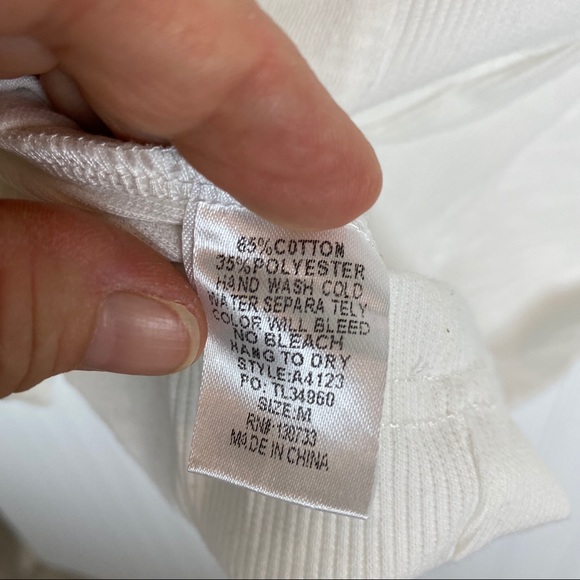 65%COTTON
35%POLYESTER
HAND WASH COLD
WATER SEPARA TELY
COLOR WILL BLEED
NO BLEACH
HANG TO DRY
STYLE:A4123
PO: TL34960
SIZE:M
RN#:138733
MADE IN CHINA